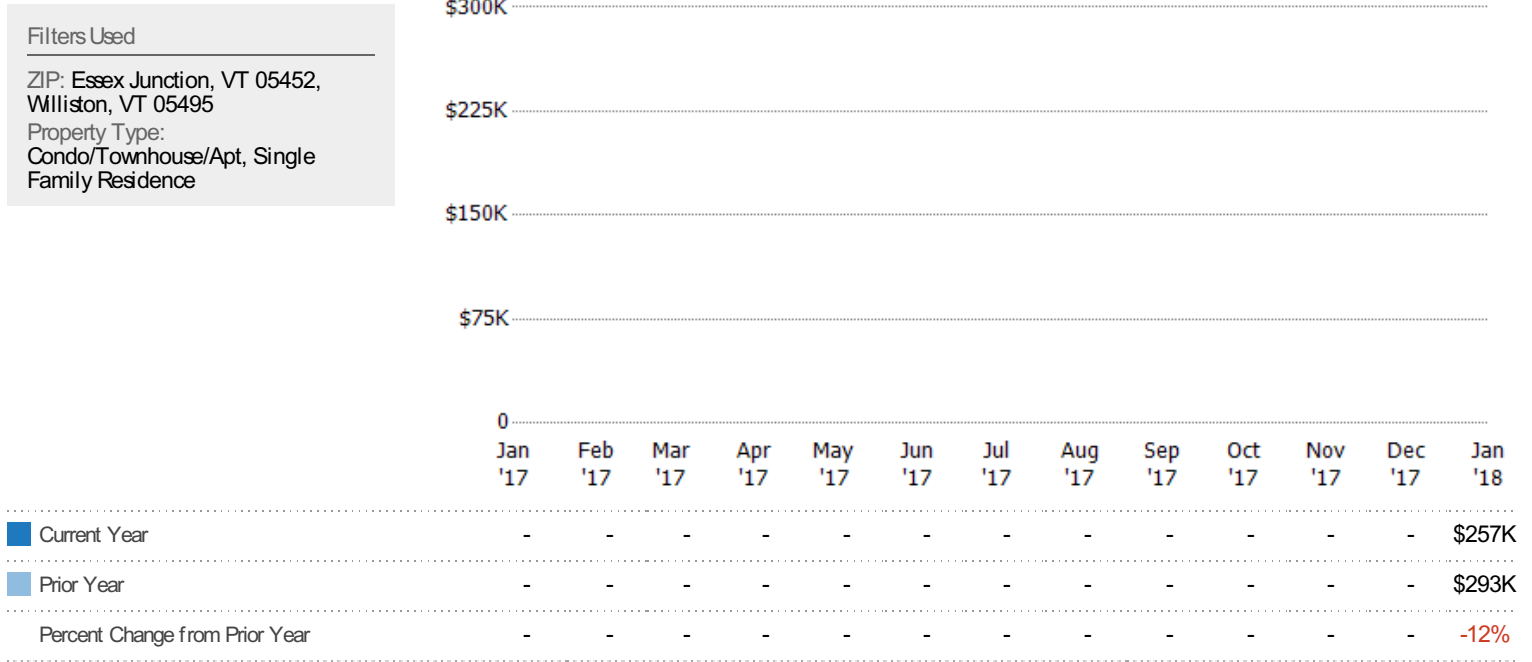 Filters Used
ZIP: Essex Junction, VT 05452,
Williston, VT 05495
Property Type:
Condo/Townhouse/Apt, Single
Family Residence
$300K
$225K
$150K
$75K
0
Jan Feb Mar Apr May Jun Jul Aug Sep Oct Nov Dec Jan
'17 '17 '17 '17 '17 '17 '17 '17 '17 '17 '17 '17 '18
Current Year - - - - - - - - - - - - $257K
Prior Year - - - - - - - - - - - - $293K
Percent Change from Prior Year - - - - - - - - - - - - -12%